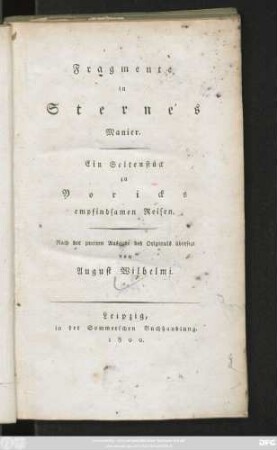 Fragmente
in
Sterne's
Manier.
Ein Seitenstück
zu
Yoricks
empfindsamen Reisen.
Nach der zweiten Ausgabe des Originals übersetzt
von
August Wilhelmi
Leipzig,
in der Sommerschen Buchhandlung.
1800.